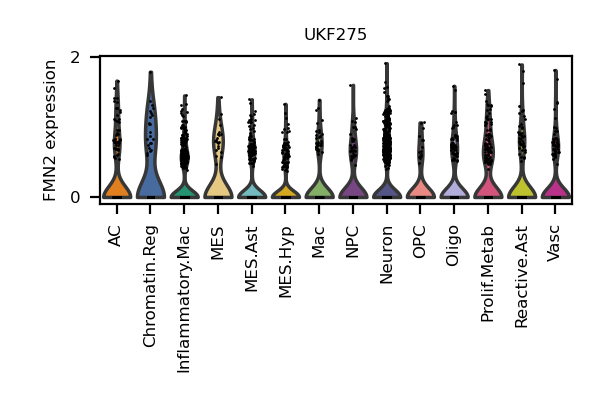 UKF275
FMN2 expression
2
0
AC
Chromatin.Reg
Inflammatory.Mac
MES
MES.Ast
MES.Hyp
Mac
NPC
Neuron
OPC
Oligo
Prolif.Metab
Reactive.Ast
Vasc